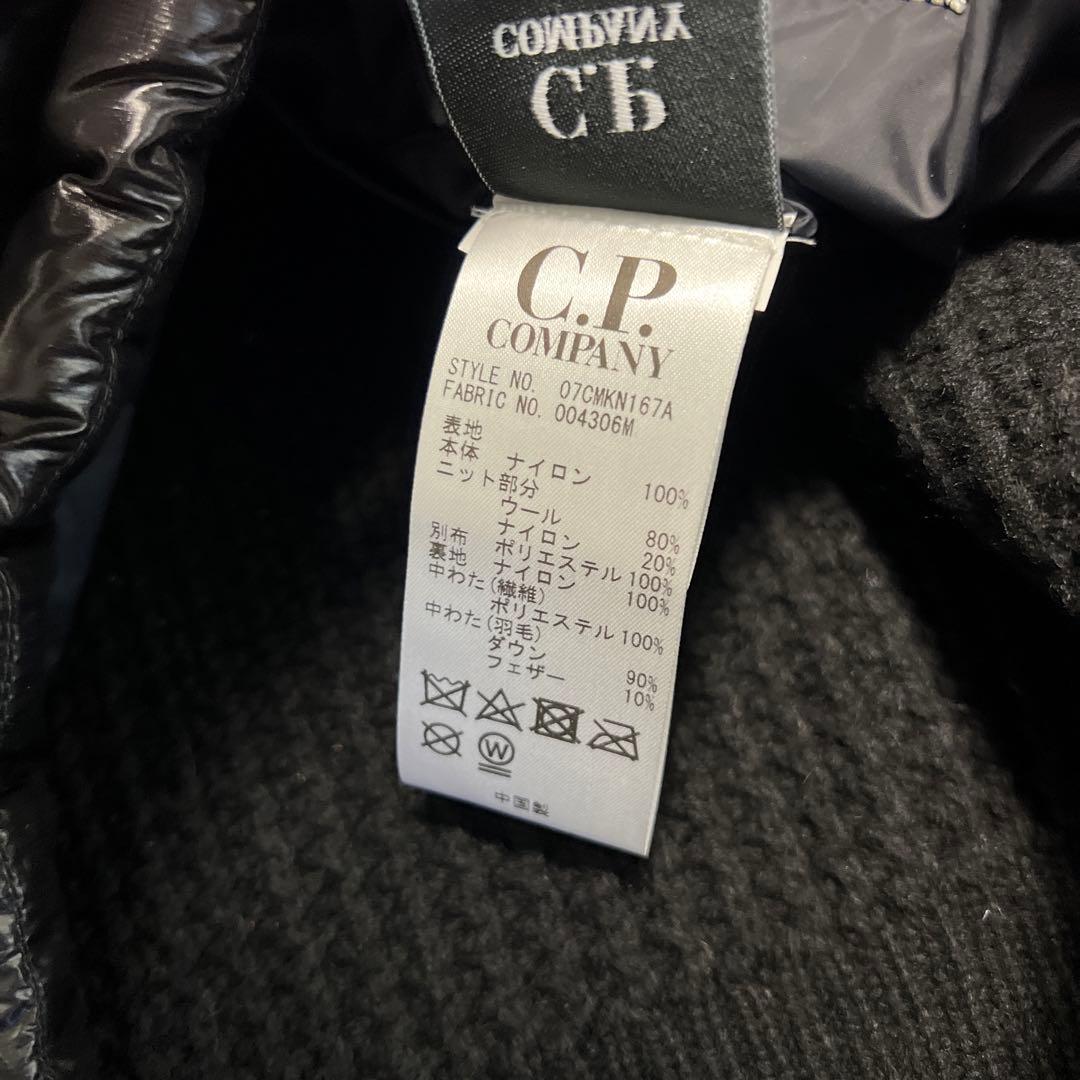 COMPANY
C.P.
C.P.
COMPANY
STYLE NO. 07CMKN167A
FABRIC NO. 004306M
表地
本体 ナイロン 100%
ニット部分
ウール 80%
ナイロン 20%
別布 ポリエステル 100%
裏地 ナイロン 100%
中わた(繊維)
ポリエステル 100%
中わた(羽毛)
ダウン 90%
フェザー 10%
W
中国製